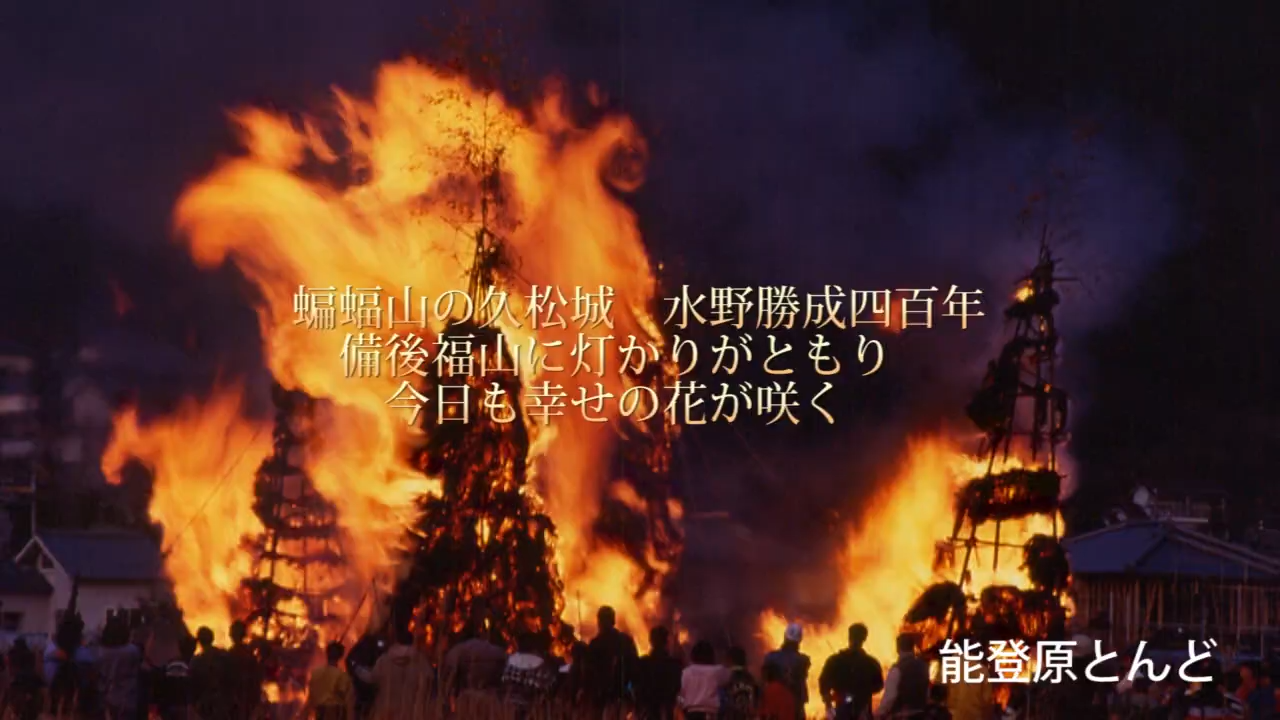 蝙蝠山の久松城　水野勝成四百年
備後福山に灯かりがともり
今日も幸せの花が咲く
能登原とんど